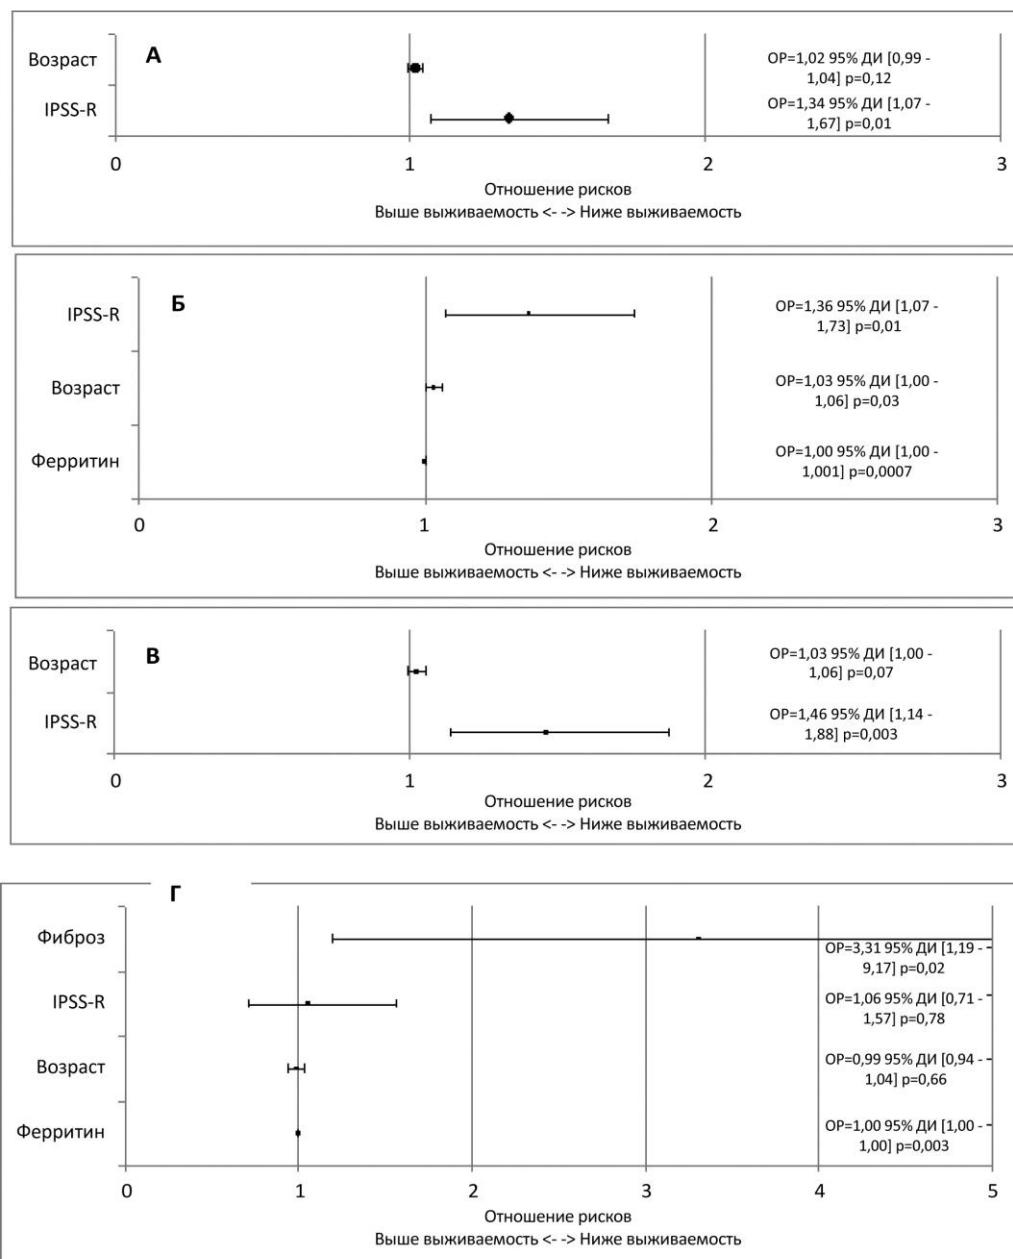 А
Возраст
ОР=1,02 95% ДИ [0,99 -
1,04] p=0,12
IPSS-R
ОР=1,34 95% ДИ [1,07 -
1,67] p=0,01
0 1 2 3
Отношение рисков
Выше выживаемость <- -> Ниже выживаемость
Б
IPSS-R
ОР=1,36 95% ДИ [1,07 -
1,73] p=0,01
Возраст
ОР=1,03 95% ДИ [1,00 -
1,06] p=0,03
Ферритин
ОР=1,00 95% ДИ [1,00 -
1,001] p=0,0007
0 1 2 3
Отношение рисков
Выше выживаемость <- -> Ниже выживаемость
В
Возраст
ОР=1,03 95% ДИ [1,00 -
1,06] p=0,07
IPSS-R
ОР=1,46 95% ДИ [1,14 -
1,88] p=0,003
0 1 2 3
Отношение рисков
Выше выживаемость <- -> Ниже выживаемость
Г
Фиброз
ОР=3,31 95% ДИ [1,19 -
9,17] p=0,02
IPSS-R
ОР=1,06 95% ДИ [0,71 -
1,57] p=0,78
Возраст
ОР=0,99 95% ДИ [0,94 -
1,04] p=0,66
Ферритин
ОР=1,00 95% ДИ [1,00 -
1,00] p=0,003
0 1 2 3 4 5
Отношение рисков
Выше выживаемость <- -> Ниже выживаемость